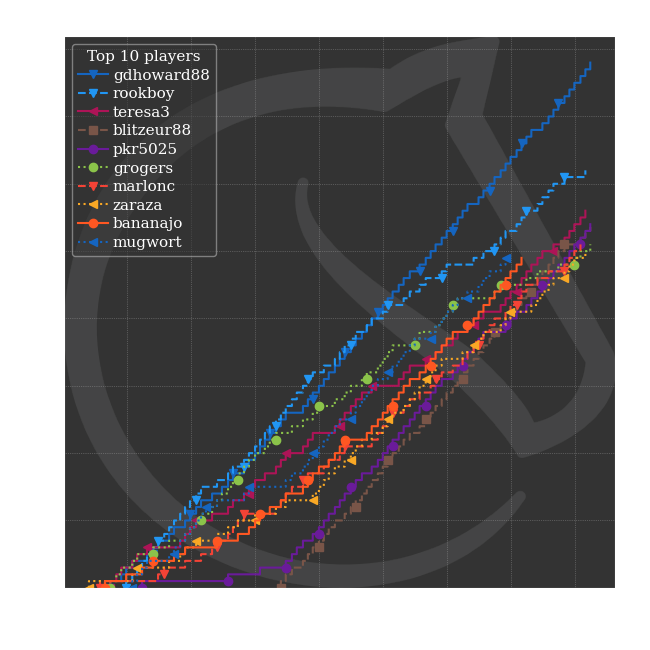 Top 10 players
gdhoward88
rookboy
teresa3
blitzeur88
pkr5025
grogers
marlonc
zaraza
bananajo
mugwort